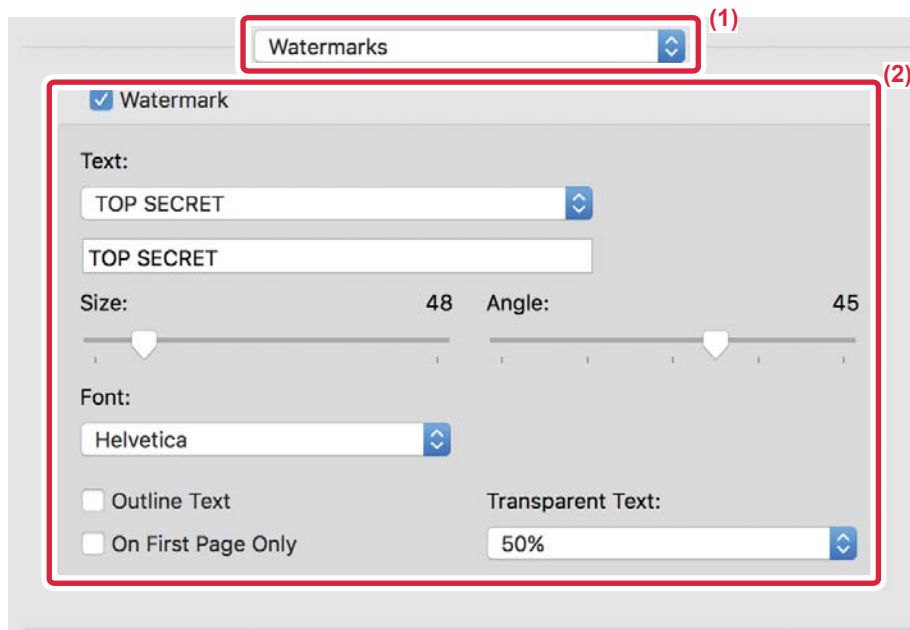 (1)
Watermarks
(2)
Watermark
Text:
TOP SECRET
TOP SECRET
Size: 48 Angle: 45
Font:
Helvetica
Outline Text Transparent Text:
On First Page Only 50%